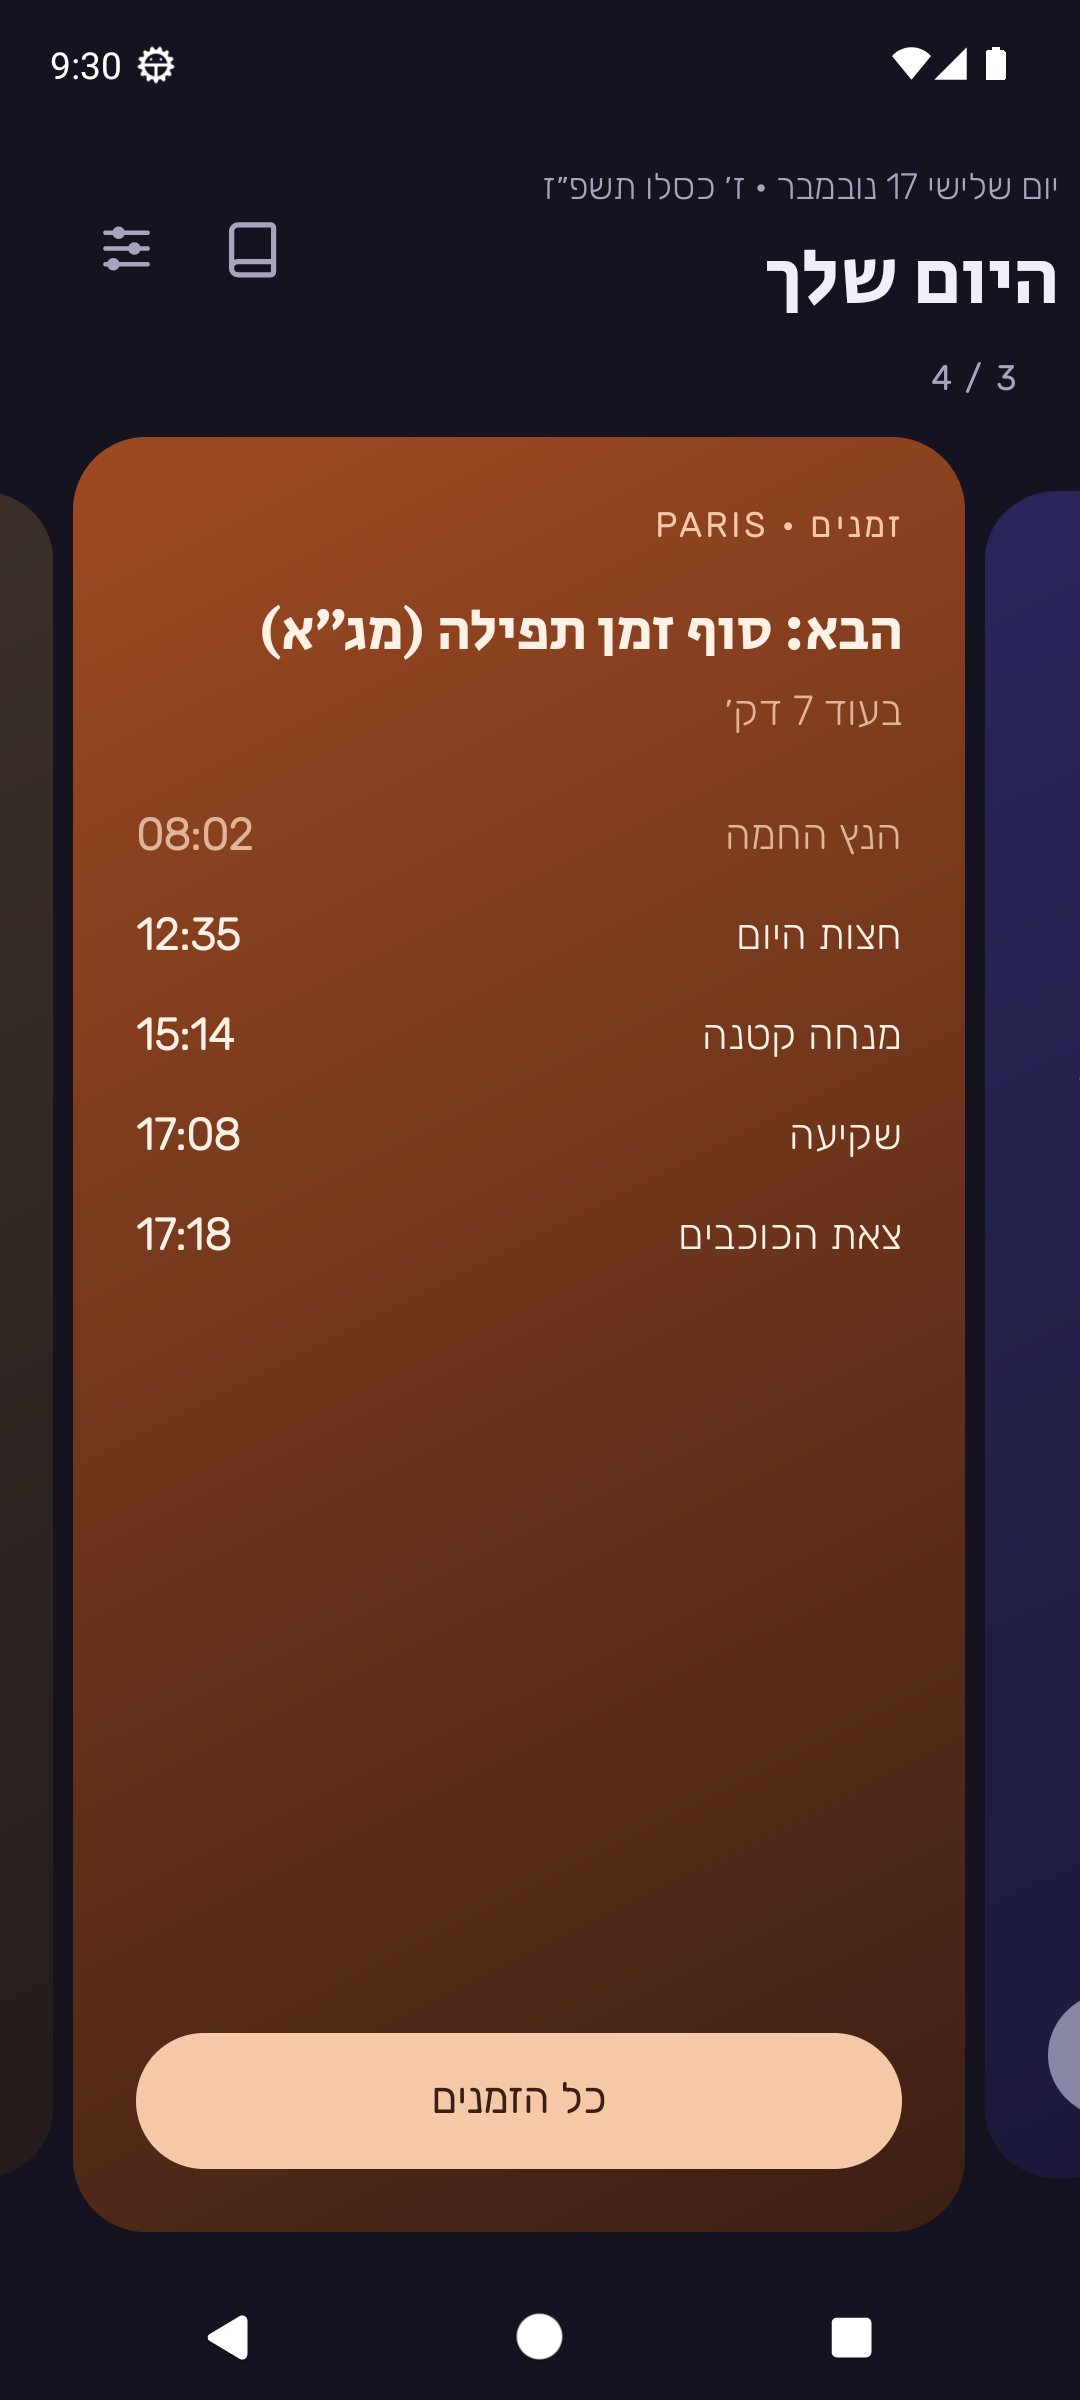 9:30
יום שלישי 17 נובמבר • ז׳ כסלו תשפ״ז
היום שלך
3 / 4
זמנים • PARIS
הבא: סוף זמן תפילה (מג״א)
בעוד 7 דק׳
הנץ החמה 08:02
חצות היום 12:35
מנחה קטנה 15:14
שקיעה 17:08
צאת הכוכבים 17:18
כל הזמנים